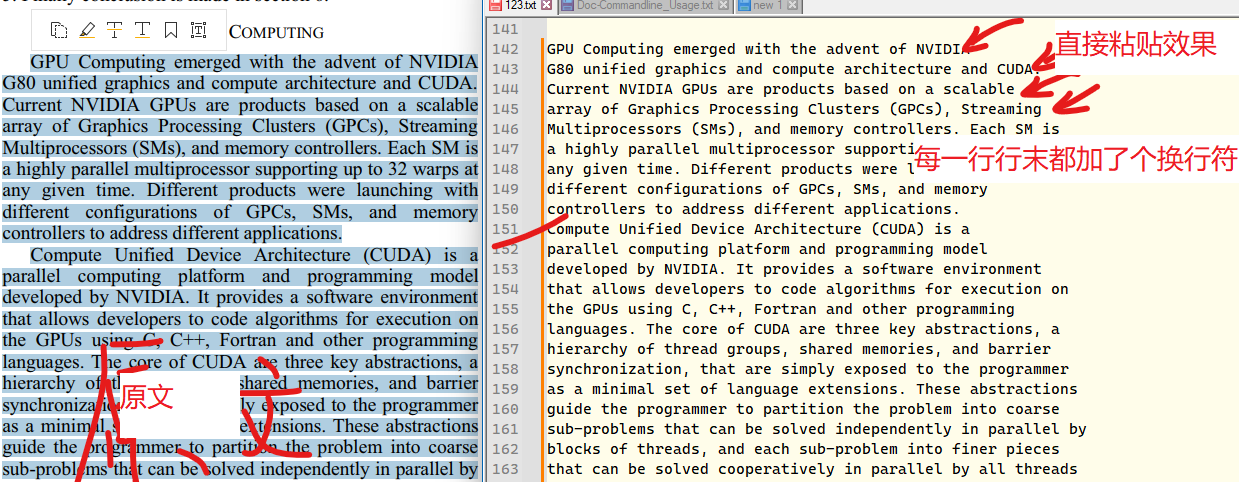 COMPUTING
GPU Computing emerged with the advent of NVIDIA
G80 unified graphics and compute architecture and CUDA.
Current NVIDIA GPUs are products based on a scalable
array of Graphics Processing Clusters (GPCs), Streaming
Multiprocessors (SMs), and memory controllers. Each SM is
a highly parallel multiprocessor supporting up to 32 warps at
any given time. Different products were launching with
different configurations of GPCs, SMs, and memory
controllers to address different applications.
Compute Unified Device Architecture (CUDA) is a
parallel computing platform and programming model
developed by NVIDIA. It provides a software environment
that allows developers to code algorithms for execution on
the GPUs using C, C++, Fortran and other programming
languages. The core of CUDA are three key abstractions, a
hierarchy of shared memories, and barrier
exposed to the programmer
as a minimal extensions. These abstractions
guide the programmer to partition the problem into coarse
sub-problems that can be solved independently in parallel by
原文
123.txt
Doc-Commandline_Usage.txt
new 1
141
142 GPU Computing emerged with the advent of NVIDIA
143 G80 unified graphics and compute architecture and CUDA.
144 Current NVIDIA GPUs are products based on a scalable
145 array of Graphics Processing Clusters (GPCs), Streaming
146 Multiprocessors (SMs), and memory controllers. Each SM is
147 a highly parallel multiprocessor
148 any given time. Different products were
149 different configurations of GPCs, SMs, and memory
150 controllers to address different applications.
151 Compute Unified Device Architecture (CUDA) is a
152 parallel computing platform and programming model
153 developed by NVIDIA. It provides a software environment
154 that allows developers to code algorithms for execution on
155 the GPUs using C, C++, Fortran and other programming
156 languages. The core of CUDA are three key abstractions, a
157 hierarchy of thread groups, shared memories, and barrier
158 synchronization, that are simply exposed to the programmer
159 as a minimal set of language extensions. These abstractions
160 guide the programmer to partition the problem into coarse
161 sub-problems that can be solved independently in parallel by
162 blocks of threads, and each sub-problem into finer pieces
163 that can be solved cooperatively in parallel by all threads
直接粘贴效果
每一行行末都加了个换行符